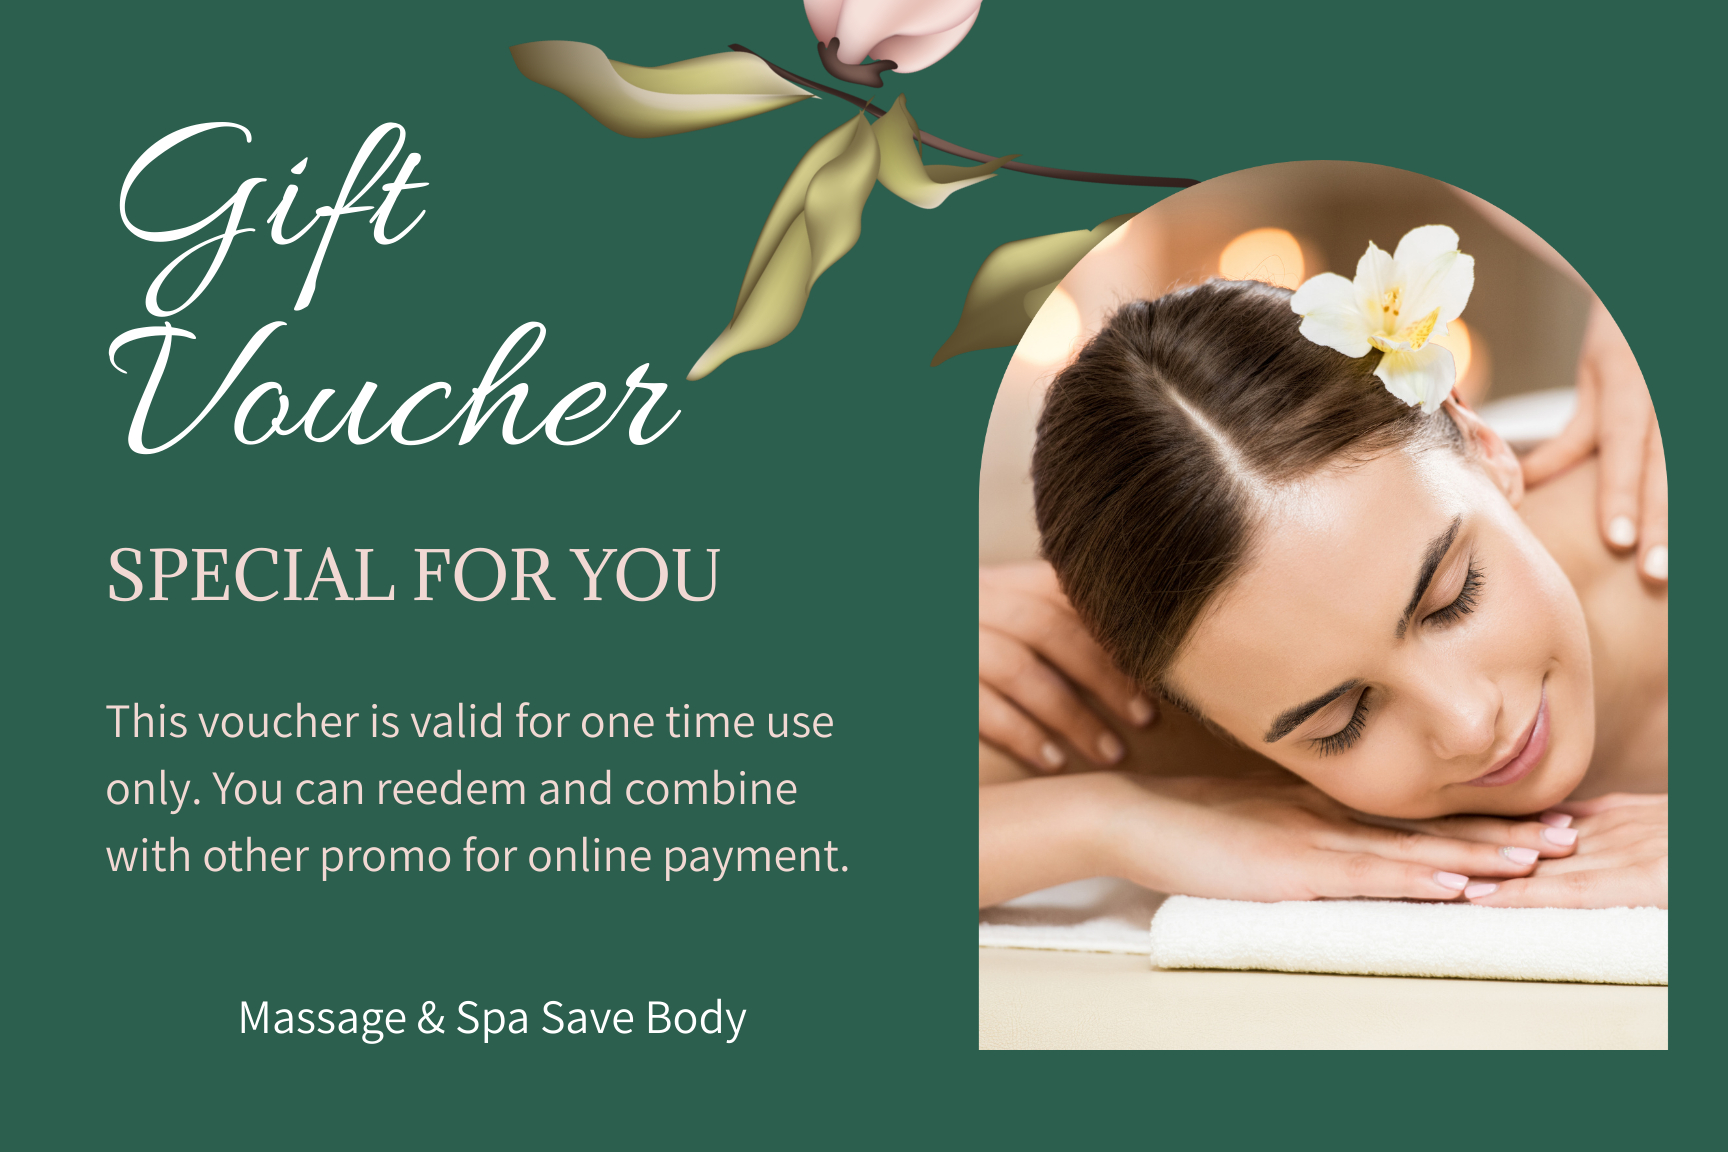 Gift
Voucher
SPECIAL FOR YOU
This voucher is valid for one time use
only. You can reedem and combine
with other promo for online payment.
Massage & Spa Save Body